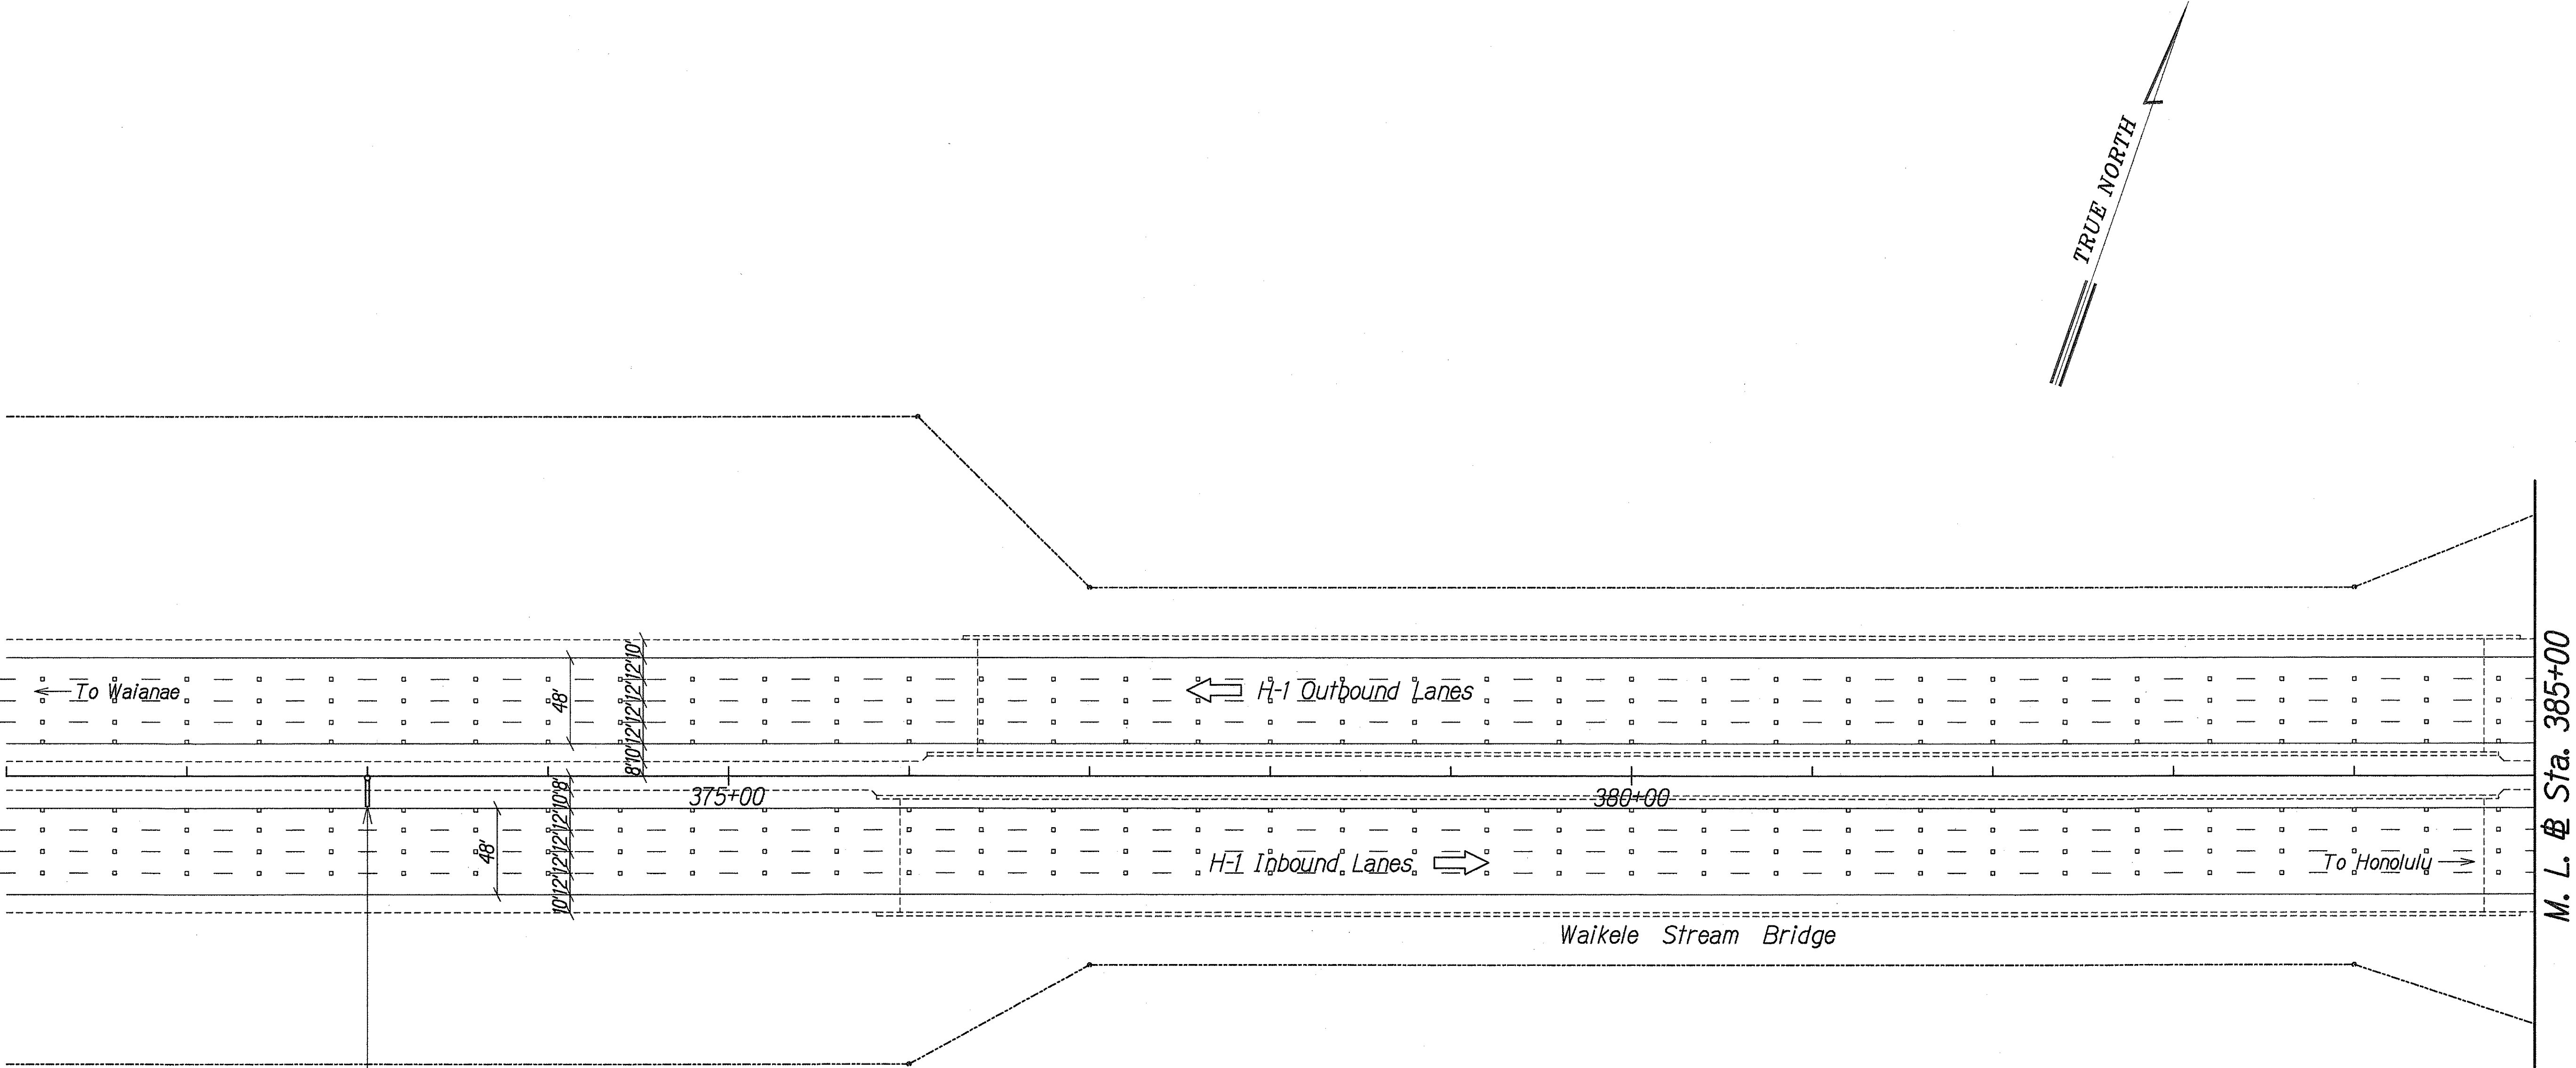 TRUE NORTH
10'
12'
12'
12'
12'
10'
8'
48'
To Waianae
H-1 Outbound Lanes
375+00
380+00
8'
10'
12'
12'
12'
12'
10'
48'
H-1 Inbound Lanes
To Honolulu
Waikele Stream Bridge
M. L. ⅊ Sta. 385+00